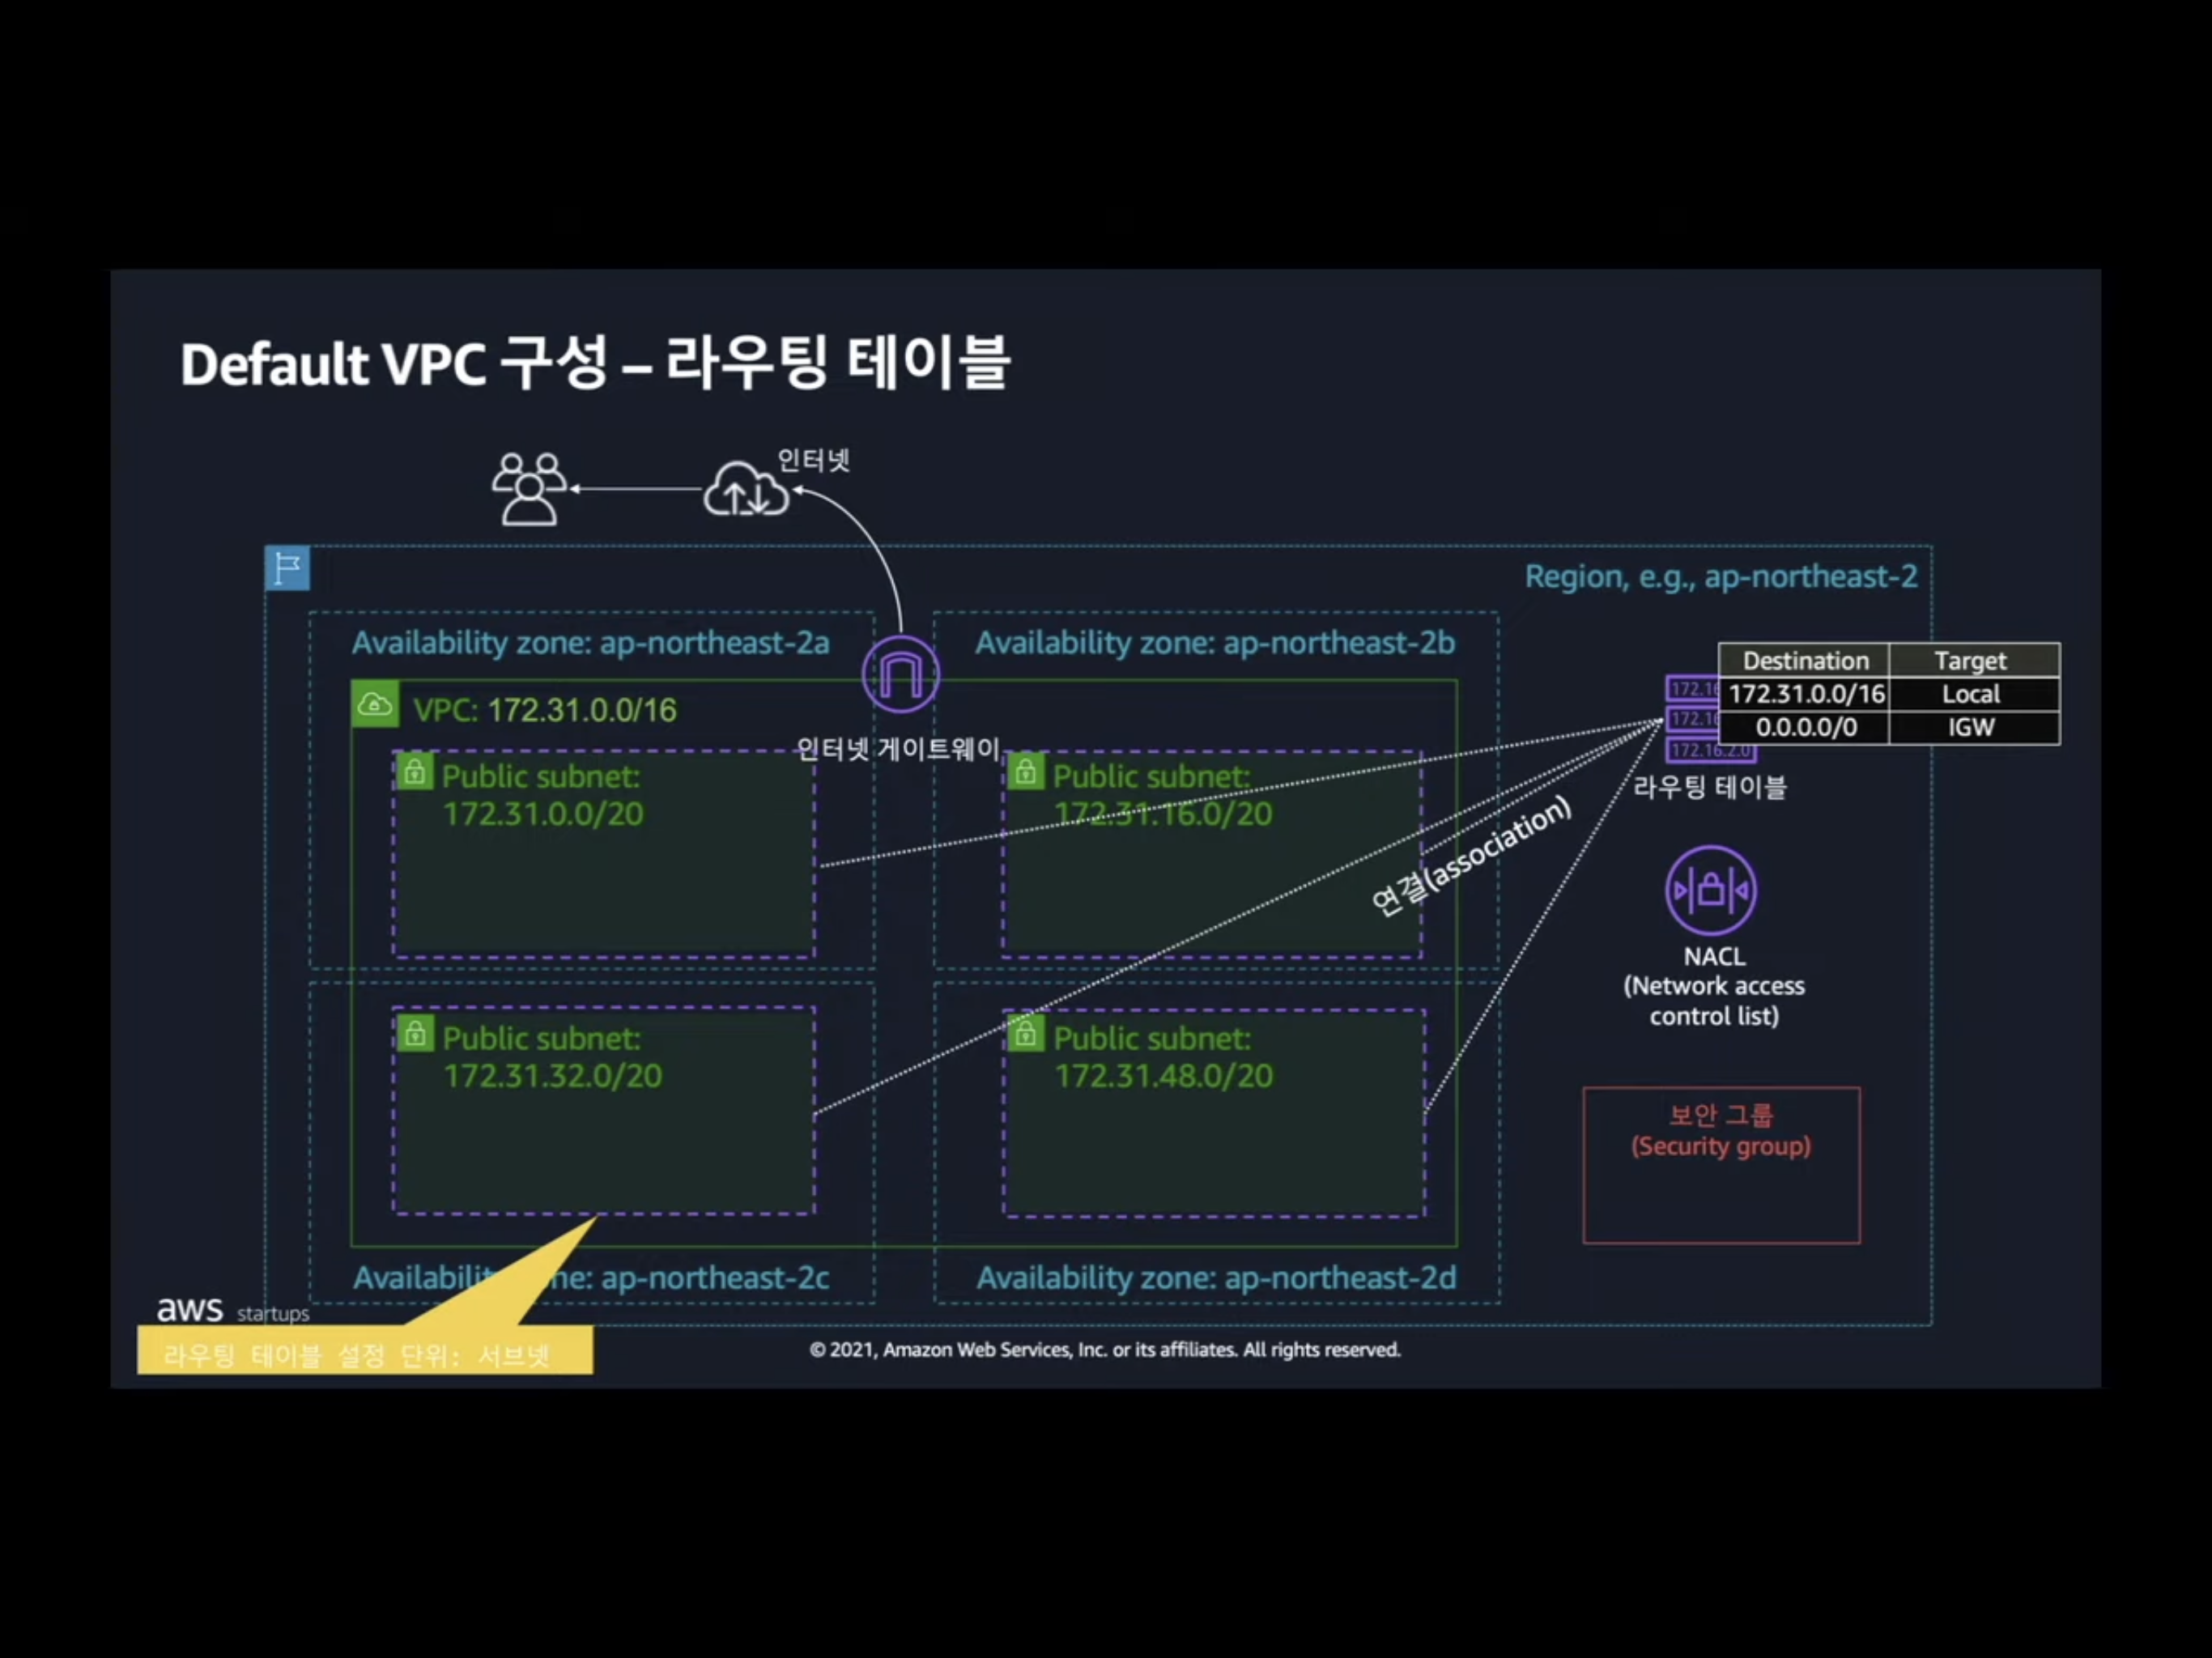 Default VPC 구성 – 라우팅 테이블
인터넷
Region, e.g., ap-northeast-2
Availability zone: ap-northeast-2a
Availability zone: ap-northeast-2b
VPC: 172.31.0.0/16
인터넷 게이트웨이
Public subnet:
172.31.0.0/20
Public subnet:
172.31.16.0/20
Public subnet:
172.31.32.0/20
Public subnet:
172.31.48.0/20
연결(association)
Destination Target
172.31.0.0/16 Local
0.0.0.0/0 IGW
172.16
172.16
172.16.2.0
라우팅 테이블
NACL
(Network access
control list)
보안 그룹
(Security group)
Availabilit ne: ap-northeast-2c
Availability zone: ap-northeast-2d
aws startups
라우팅 테이블 설정 단위: 서브넷
© 2021, Amazon Web Services, Inc. or its affiliates. All rights reserved.